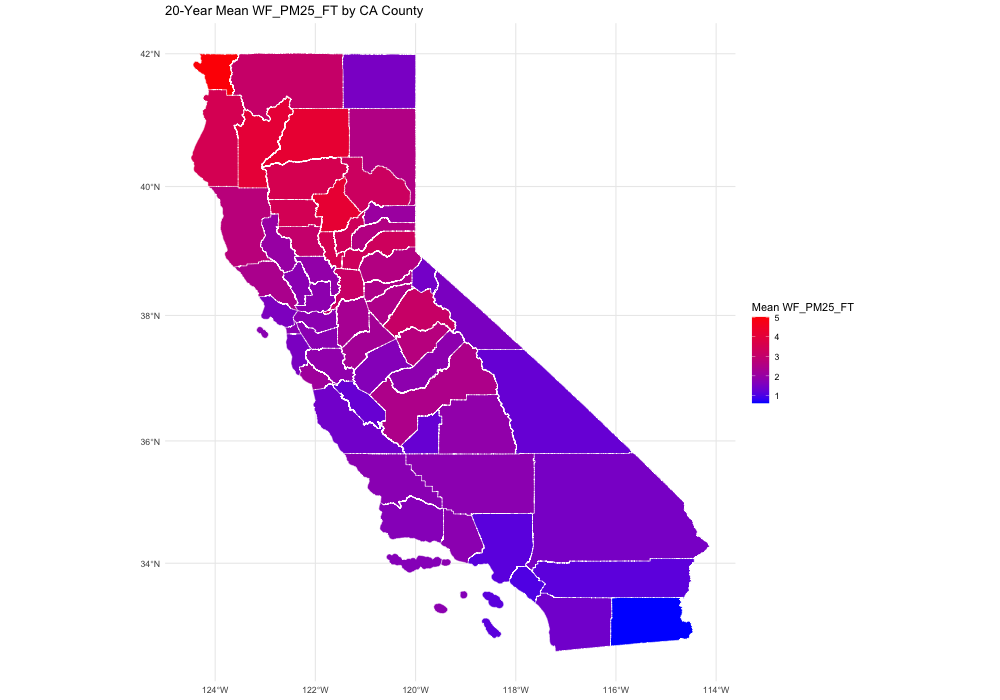 20-Year Mean WF_PM25_FT by CA County
42°N
40°N
38°N
36°N
34°N
124°W
122°W
120°W
118°W
116°W
114°W
Mean WF_PM25_FT
5
4
3
2
1